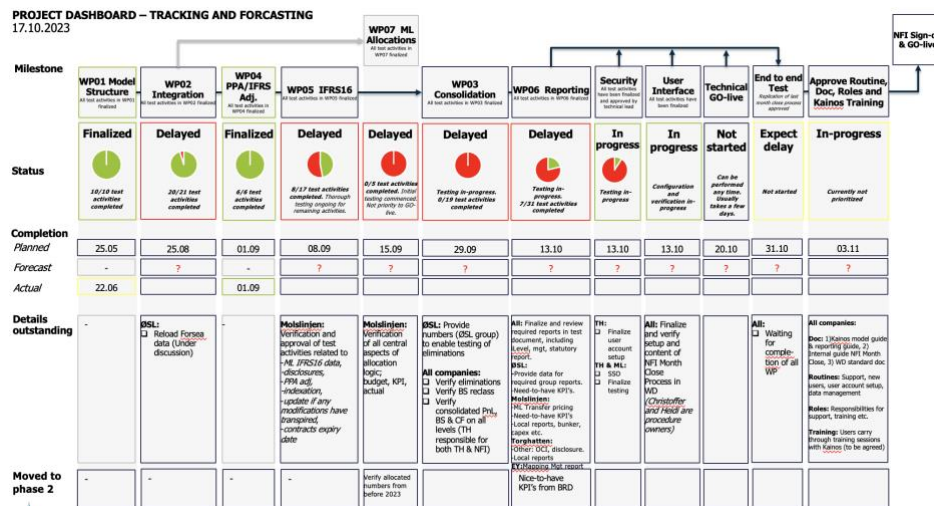 PROJECT DASHBOARD – TRACKING AND FORCASTING
17.10.2023
Milestone
WP01 Model
Structure
All test activities in WP01
finalized
WP02
Integration
All test activities in WP02 finalized
WP04
PPA/IFRS
Adj.
All test activities in WP04 finalized
WP05 IFRS16
All test activities in WP05 finalized
WP07 ML
Allocations
All test activities in
WP07 finalized
WP03
Consolidation
All test activities in WP03 finalized
WP06 Reporting
All test activities in WP06 finalized
Security
All test activities
have been finalized
and approved by
technical lead
User
Interface
All test activity
have been finalized
Technical
GO-live
End to end
Test
Replication of last
month close process
approved
Approve Routine,
Doc, Roles and
Kainos Training
NFI Sign-o
& GO-live
Status
Finalized
10/10 test
activities
completed
Delayed
20/21 test
activities
completed
Finalized
6/6 test
activities
completed
Delayed
8/17 test activities
completed. Thorough
testing ongoing for
remaining activities.
Delayed
0/5 test activities
completed. Initial
testing commenced.
Not priority to GO-
live.
Delayed
Testing in-progress.
0/19 test activities
completed
Delayed
Testing in-
progress.
7/31 test activities
completed
In
progress
Testing in-
progress
In
progress
Configuration
and
verification in-
progress
Not
started
Can be
performed
any time.
Usually
takes a few
days.
Expect
delay
Not started
In-progress
Currently not
prioritized
Completion
Planned
25.05
25.08
01.09
08.09
15.09
29.09
13.10
13.10
13.10
20.10
31.10
03.11
Forecast
-
?
-
?
?
?
?
?
?
?
?
?
Actual
22.06
01.09
Details
outstanding
-
ØSL:
❑ Reload Forsea
data (Under
discussion)
-
Molslinjen:
Verification and
approval of test
activities related to
-ML IFRS16 data,
-disclosures,
-PPA adj,
-indexation,
-update if any
modifications have
transpired,
-contracts expiry
date
Molslinjen:
Verification
of all central
aspects of
allocation
logic;
budget, KPI,
actual
ØSL: Provide
numbers (ØSL group)
to enable testing of
eliminations
All companies:
❑ Verify eliminations
❑ Verify BS reclass
❑ Verify
consolidated PnL,
BS & CF on all
levels (TH
responsible for
both TH & NFI)
All: Finalize and review
required reports in test
document, including
iLevel, mgt, statutory
report.
ØSL:
-Provide data for
required group reports.
-Need-to-have KPI's.
Molslinjen:
-ML Transfer pricing
-Need-to-have KPI's
-Local reports, bunker,
capex etc.
Torghatten:
-Other: OCI, disclosure.
-Local reports
EY:Mapping Mgt report
TH:
❑ Finalize
user
account
setup
TH & ML:
❑ SSO
❑ Finalize
testing
All: Finalize
and verify
setup and
content of
NFI Month
Close
Process in
WD
(Christoffer
and Heidi are
procedure
owners)
All:
❑ Waiting
for
comple-
tion of all
WP
All companies:
Doc: 1)Kainos model guide
& reporting guide, 2)
Internal guide NFI Month
Close, 3) WD standard doc
Routines: Support, new
users, user account setup,
data management
Roles: Responsibilities for
support, training etc.
Training: Users carry
through training sessions
with Kainos (to be agreed)
Moved to
phase 2
-
-
-
-
Verify allocated
numbers from
before 2023
Nice-to-have
KPI's from BRD